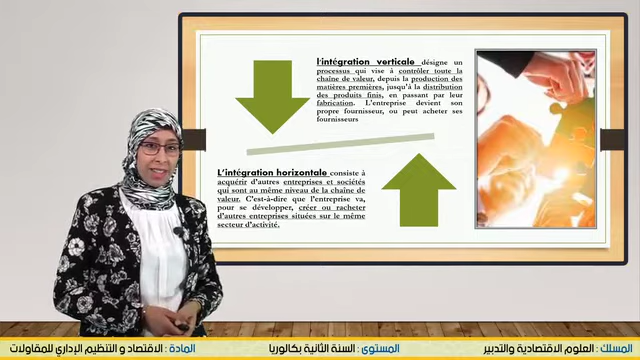 l'intégration verticale désigne un
processus qui vise à contrôler toute la
chaîne de valeur, depuis la production des
matières premières, jusqu'à la distribution
des produits finis, en passant par leur
fabrication. L'entreprise devient son
propre fournisseur, ou peut acheter ses
fournisseurs
L'intégration horizontale consiste à
acquérir d'autres entreprises et sociétés
qui sont au même niveau de la chaîne de
valeur. C'est-à-dire que l'entreprise va,
pour se développer, créer ou racheter
d'autres entreprises situées sur le même
secteur d'activité.
المسلك : العلوم الاقتصادية والتدبير
المستوى : السنة الثانية بكالوريا
المادة : الاقتصاد و التنظيم الإداري للمقاولات